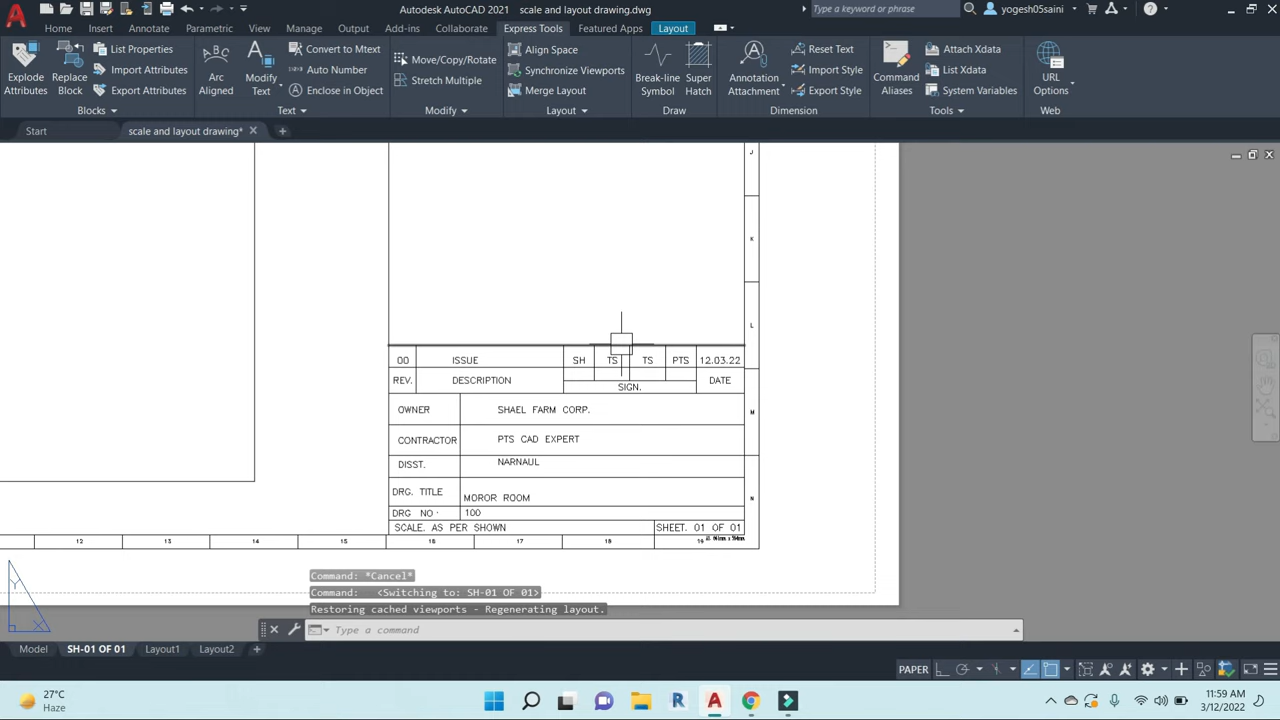 Autodesk AutoCAD 2021 scale and layout drawing.dwg
Type a keyword or phrase
yogesh05saini
Home Insert Annotate Parametric View Manage Output Add-ins Collaborate Express Tools Featured Apps Layout
Explode Attributes
Replace Block
List Properties
Import Attributes
Export Attributes
Blocks
Arc Aligned
Modify Text
Convert to Mtext
Auto Number
Enclose in Object
Text
Move/Copy/Rotate
Stretch Multiple
Modify
Align Space
Synchronize Viewports
Merge Layout
Layout
Break-line Symbol
Super Hatch
Draw
Annotation Attachment
Reset Text
Import Style
Export Style
Dimension
Command Aliases
Attach Xdata
List Xdata
System Variables
Tools
URL Options
Web
Start
scale and layout drawing*
J
K
L
M
N
00 ISSUE SH TS TS PTS 12.03.22
REV. DESCRIPTION SIGN. DATE
OWNER SHAEL FARM CORP.
CONTRACTOR PTS CAD EXPERT
DISST. NARNAUL
DRG. TITLE MOROR ROOM
DRG NO 100
SCALE. AS PER SHOWN SHEET. 01 OF 01
12 13 14 15 16 17 18 19
Command: *Cancel*
Command: <Switching to: SH-01 OF 01>
Restoring cached viewports - Regenerating layout.
Type a command
Model SH-01 OF 01 Layout1 Layout2
PAPER
27°C
Haze
11:59 AM
3/12/2022